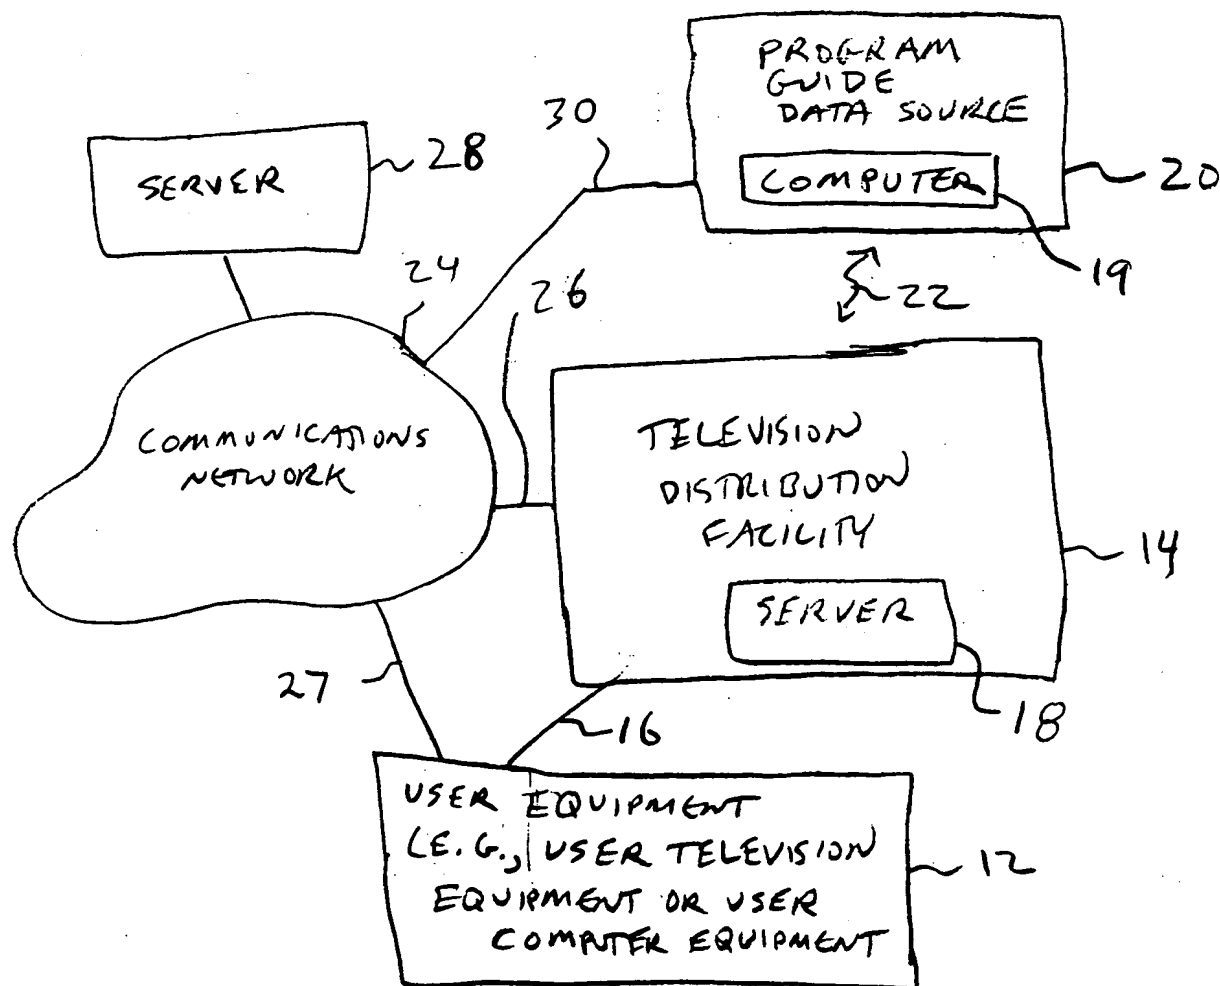 PROGRAM
GUIDE
DATA SOURCE
COMPUTER
20
19
30
SERVER
28
24
26
22
COMMUNICATIONS
NETWORK
TELEVISION
DISTRIBUTION
FACILITY
14
SERVER
18
27
16
USER EQUIPMENT
(E.G., USER TELEVISION
EQUIPMENT OR USER
COMPUTER EQUIPMENT
12